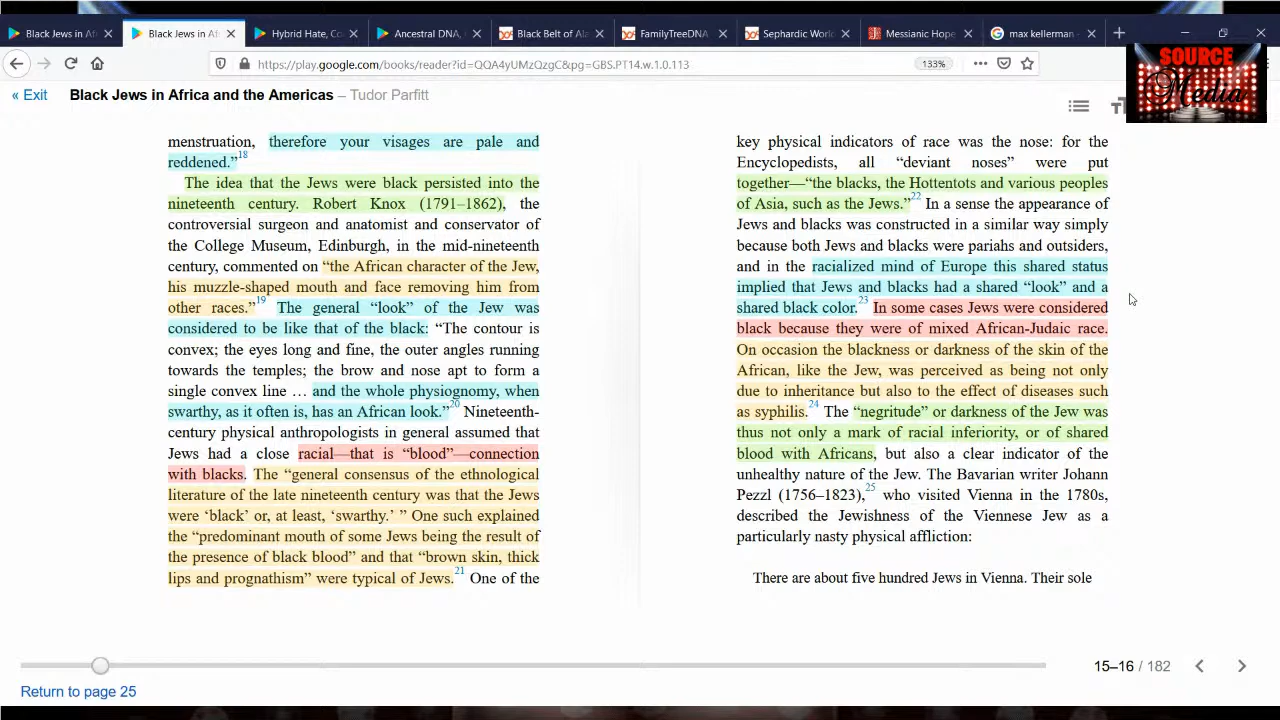 Black Jews in Af
Black Jews in Af
Hybrid Hate, Co
Ancestral DNA,
Black Belt of Ala
FamilyTreeDNA
Sephardic Worl
Messianic Hope
max kellerman -
https://play.google.com/books/reader?id=QOA4yUMzQzgC&pg=GBS.PT14.w.1.0.113
133%
SOURCE
Media
« Exit
Black Jews in Africa and the Americas – Tudor Parfitt
menstruation, therefore your visages are pale and
reddened.”18
The idea that the Jews were black persisted into the
nineteenth century. Robert Knox (1791–1862), the
controversial surgeon and anatomist and conservator of
the College Museum, Edinburgh, in the mid-nineteenth
century, commented on “the African character of the Jew,
his muzzle-shaped mouth and face removing him from
other races.”19 The general “look” of the Jew was
considered to be like that of the black: “The contour is
convex; the eyes long and fine, the outer angles running
towards the temples; the brow and nose apt to form a
single convex line … and the whole physiognomy, when
swarthy, as it often is, has an African look.”20 Nineteenth-
century physical anthropologists in general assumed that
Jews had a close racial—that is “blood”—connection
with blacks. The “general consensus of the ethnological
literature of the late nineteenth century was that the Jews
were ‘black’ or, at least, ‘swarthy.’ ” One such explained
the “predominant mouth of some Jews being the result of
the presence of black blood” and that “brown skin, thick
lips and prognathism” were typical of Jews.21 One of the
key physical indicators of race was the nose: for the
Encyclopedists, all “deviant noses” were put
together—“the blacks, the Hottentots and various peoples
of Asia, such as the Jews.”22 In a sense the appearance of
Jews and blacks was constructed in a similar way simply
because both Jews and blacks were pariahs and outsiders,
and in the racialized mind of Europe this shared status
implied that Jews and blacks had a shared “look” and a
shared black color.23 In some cases Jews were considered
black because they were of mixed African-Judaic race.
On occasion the blackness or darkness of the skin of the
African, like the Jew, was perceived as being not only
due to inheritance but also to the effect of diseases such
as syphilis.24 The “negritude” or darkness of the Jew was
thus not only a mark of racial inferiority, or of shared
blood with Africans, but also a clear indicator of the
unhealthy nature of the Jew. The Bavarian writer Johann
Pezzl (1756–1823),25 who visited Vienna in the 1780s,
described the Jewishness of the Viennese Jew as a
particularly nasty physical affliction:
There are about five hundred Jews in Vienna. Their sole
15–16 / 182
Return to page 25